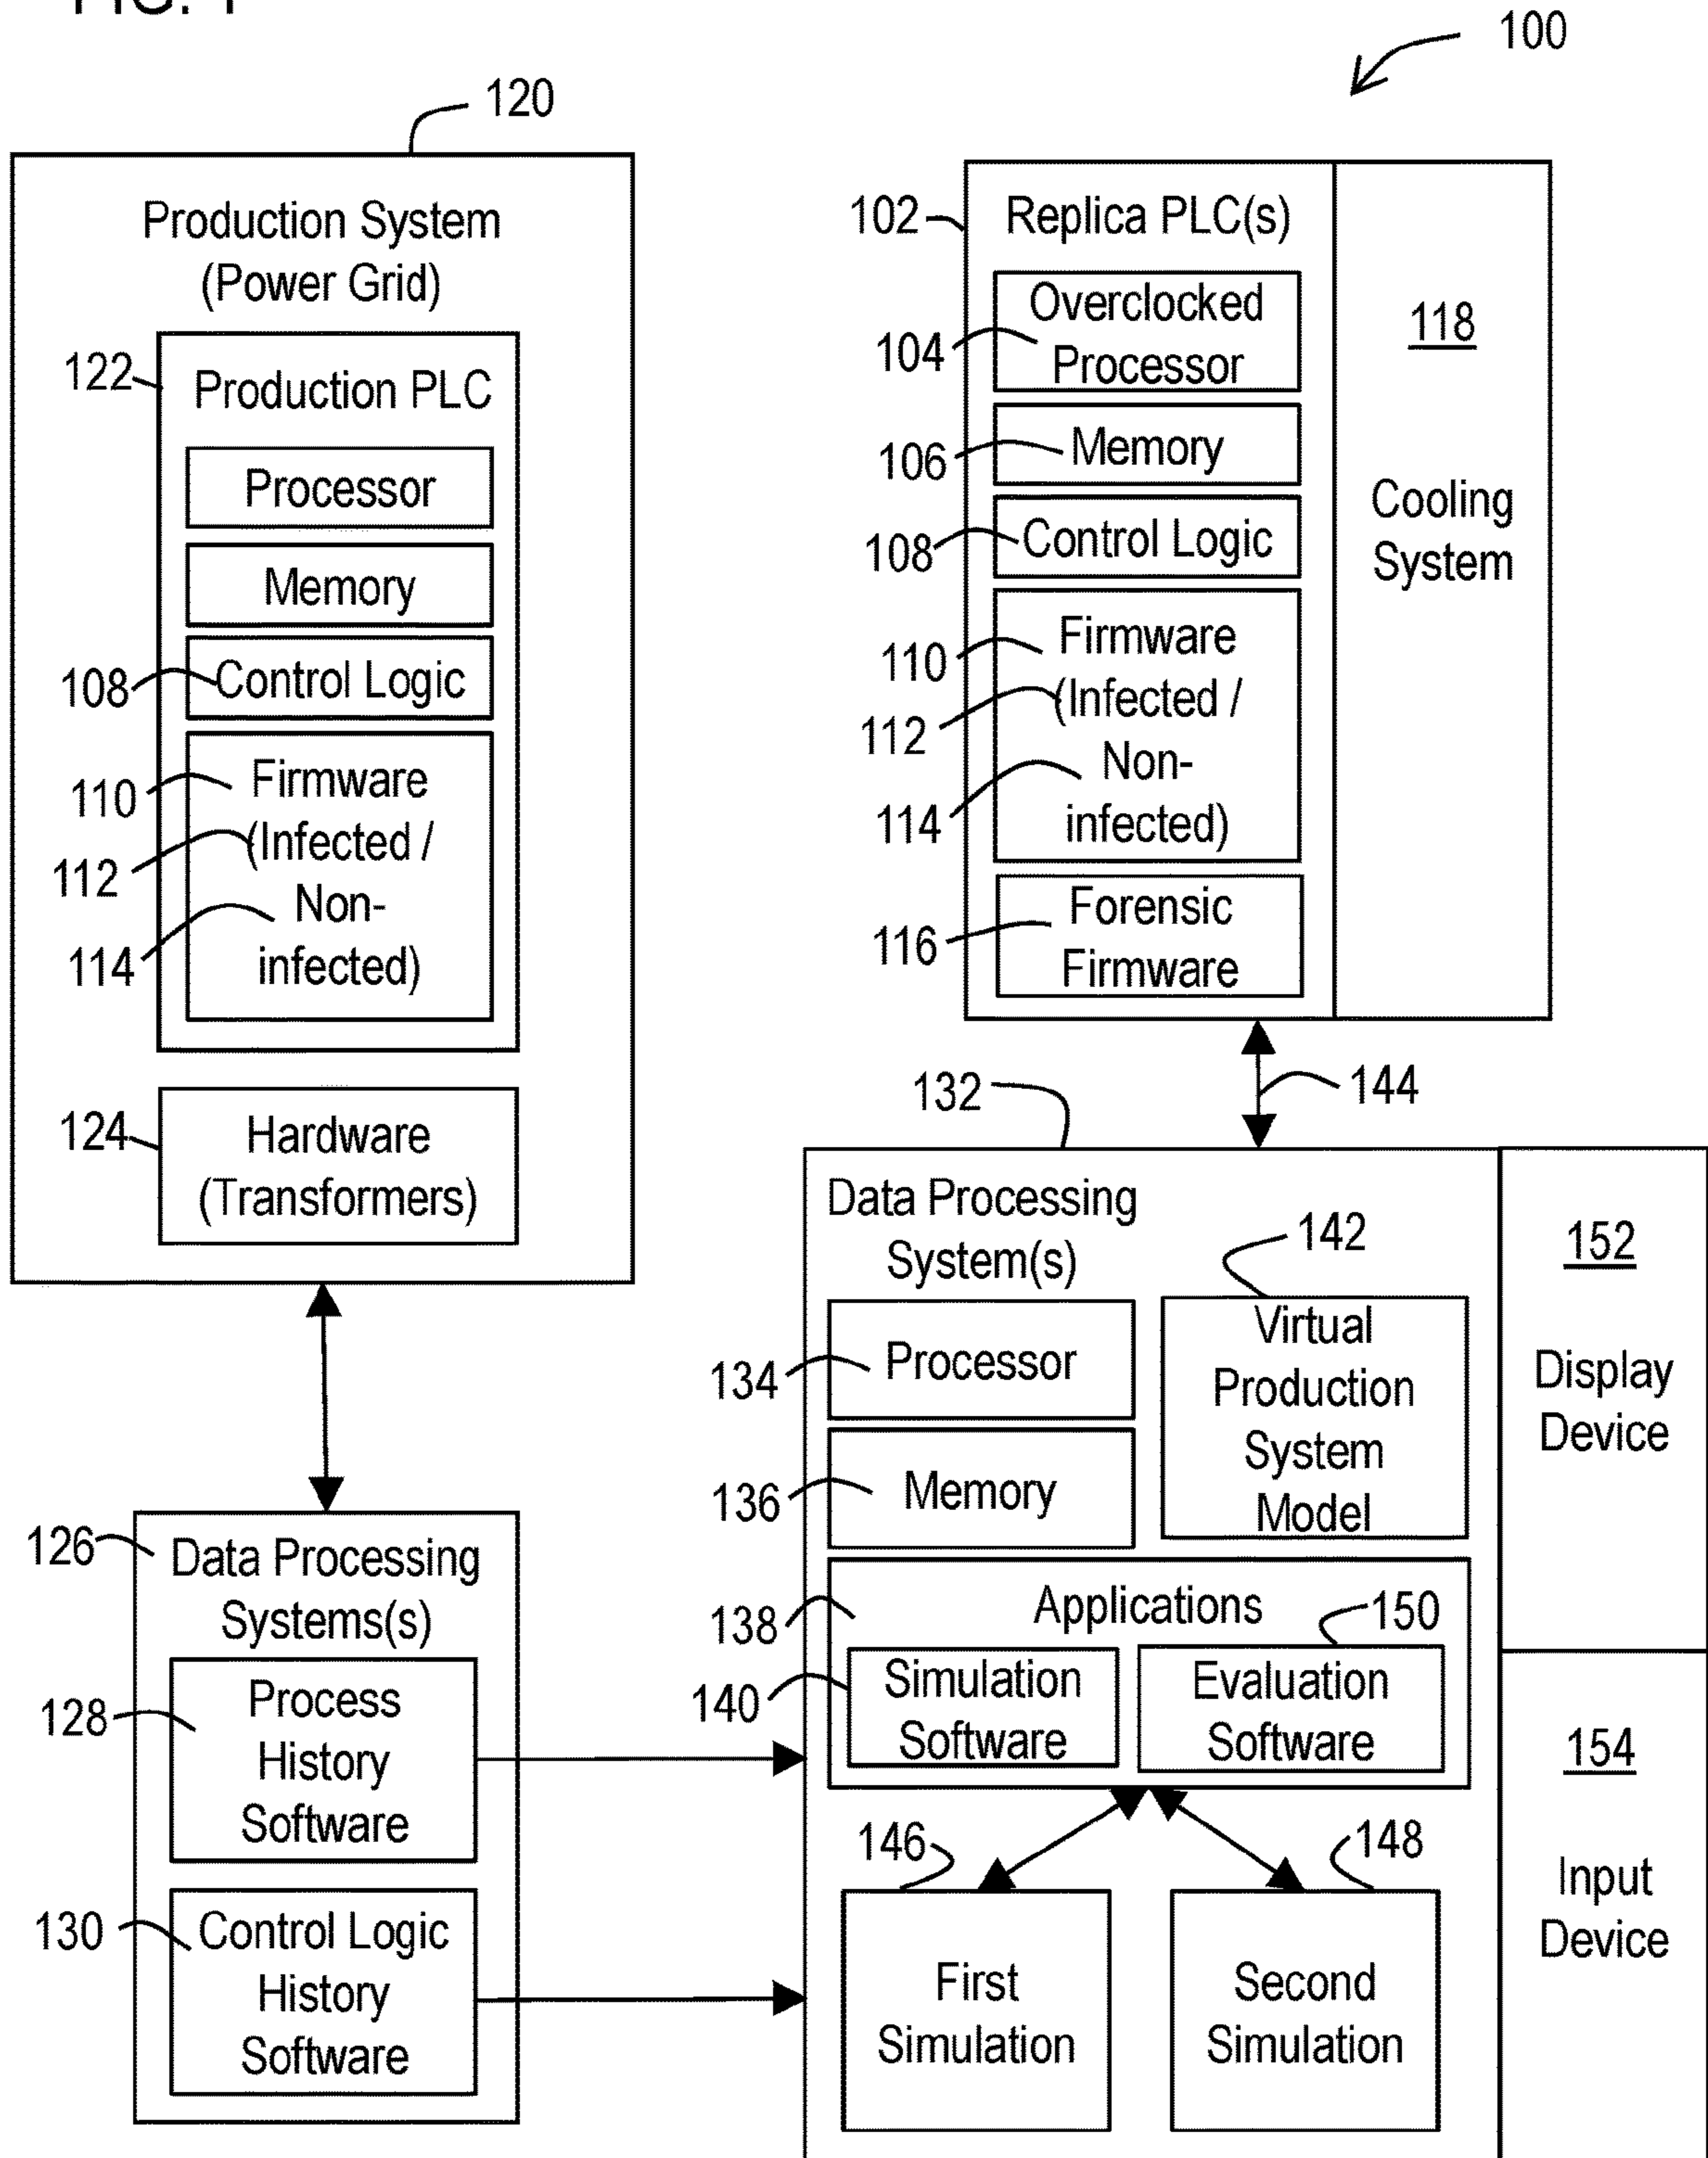 FIG. 1
100
120
Production System
(Power Grid)
122
Production PLC
Processor
Memory
108
Control Logic
110
Firmware
112
(Infected /
114
Non-
infected)
124
Hardware
(Transformers)
102
Replica PLC(s)
104
Overclocked
Processor
106
Memory
108
Control Logic
110
Firmware
112
(Infected /
114
Non-
infected)
116
Forensic
Firmware
118
Cooling
System
144
126
Data Processing
Systems(s)
128
Process
History
Software
130
Control Logic
History
Software
132
Data Processing
System(s)
134
Processor
136
Memory
142
Virtual
Production
System
Model
138
Applications
140
Simulation
Software
150
Evaluation
Software
146
First
Simulation
148
Second
Simulation
152
Display
Device
154
Input
Device